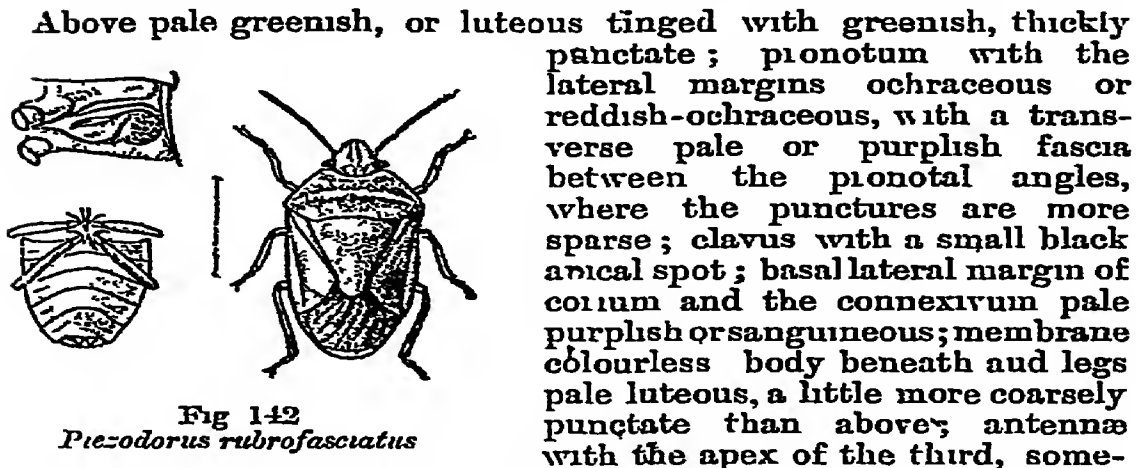 Above pale greenish, or luteous tinged with greenish, thickly
punctate ; pronotum with the
lateral margins ochraceous or
reddish-ochraceous, with a trans-
verse pale or purplish fascia
between the pronotal angles,
where the punctures are more
sparse ; clavus with a small black
apical spot ; basal lateral margin of
corium and the connexivum pale
purplish or sanguineous ; membrane
colourless body beneath and legs
pale luteous, a little more coarsely
punctate than above ; antennæ
with the apex of the third, some-
Fig 142
Piezodorus rubrofasciatus